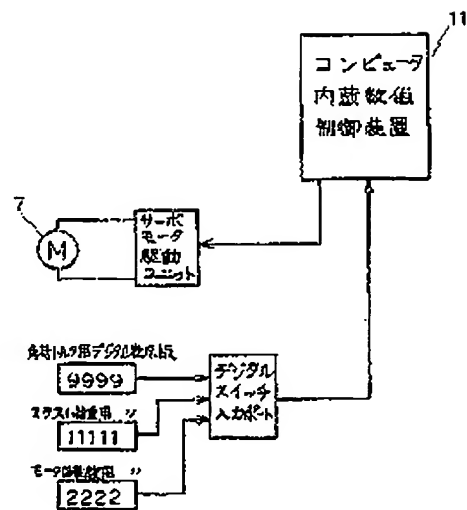 11
コンピュータ
内蔵数値
制御装置
7
M
サーボ
モータ
駆動
ユニット
9999
デジタル
スイッチ
入力ポート
11111
2222